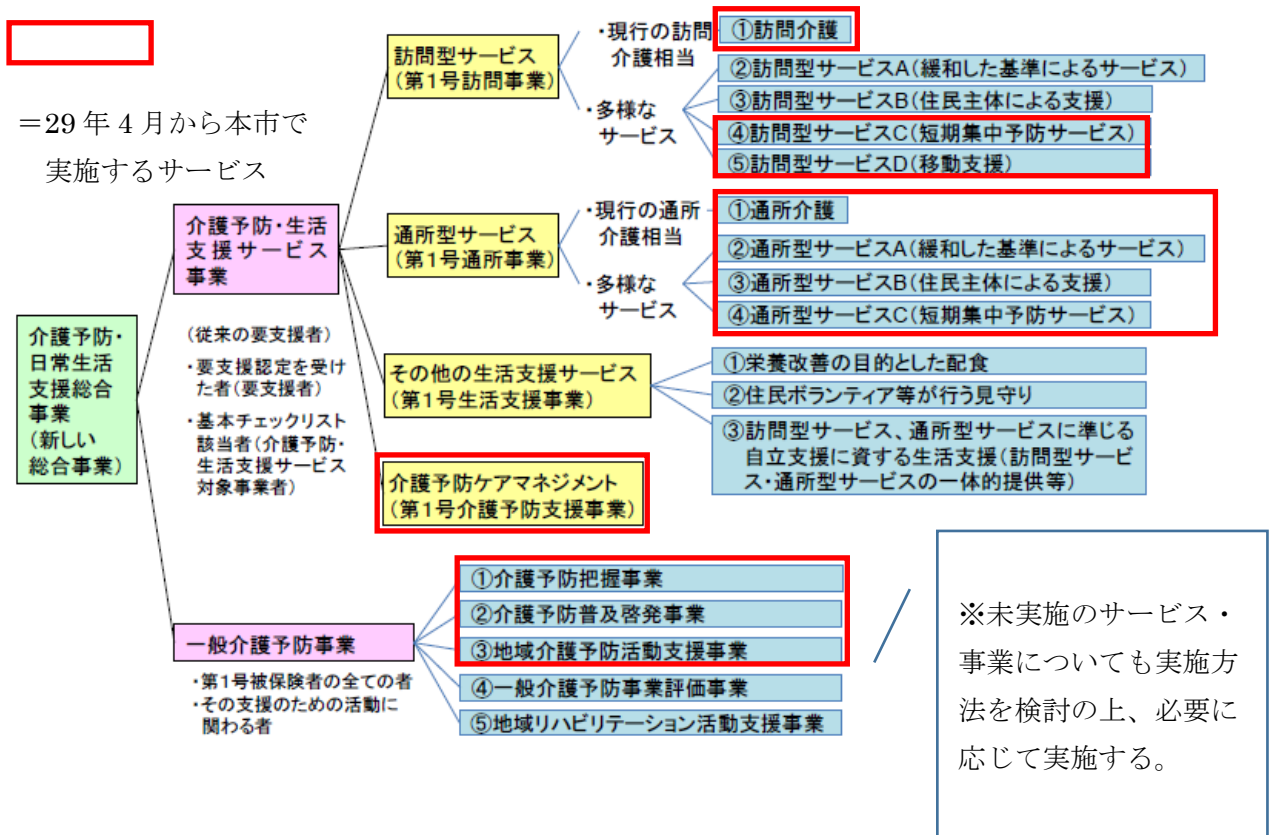 ＝29年4月から本市で
実施するサービス
介護予防・
日常生活
支援総合
事業
(新しい
総合事業)
介護予防・生活
支援サービス
事業
(従来の要支援者)
・要支援認定を受け
た者(要支援者)
・基本チェックリスト
該当者(介護予防・
生活支援サービス
対象事業者)
訪問型サービス
(第1号訪問事業)
・現行の訪問
介護相当
①訪問介護
・多様な
サービス
②訪問型サービスA(緩和した基準によるサービス)
③訪問型サービスB(住民主体による支援)
④訪問型サービスC(短期集中予防サービス)
⑤訪問型サービスD(移動支援)
通所型サービス
(第1号通所事業)
・現行の通所
介護相当
①通所介護
・多様な
サービス
②通所型サービスA(緩和した基準によるサービス)
③通所型サービスB(住民主体による支援)
④通所型サービスC(短期集中予防サービス)
その他の生活支援サービス
(第1号生活支援事業)
①栄養改善の目的とした配食
②住民ボランティア等が行う見守り
③訪問型サービス、通所型サービスに準じる
自立支援に資する生活支援(訪問型サービ
ス・通所型サービスの一体的提供等)
介護予防ケアマネジメント
(第1号介護予防支援事業)
一般介護予防事業
・第1号被保険者の全ての者
・その支援のための活動に
関わる者
①介護予防把握事業
②介護予防普及啓発事業
③地域介護予防活動支援事業
④一般介護予防事業評価事業
⑤地域リハビリテーション活動支援事業
※未実施のサービス・
事業についても実施方
法を検討の上、必要に
応じて実施する。